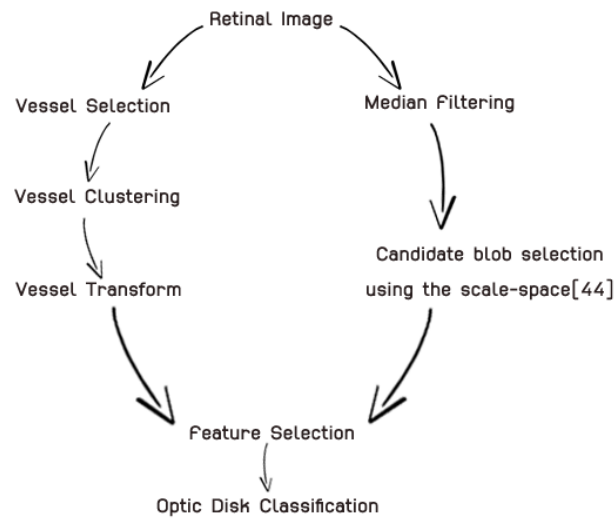 Retinal Image
Vessel Selection
Median Filtering
Vessel Clustering
Candidate blob selection
using the scale-space[44]
Vessel Transform
Feature Selection
Optic Disk Classification